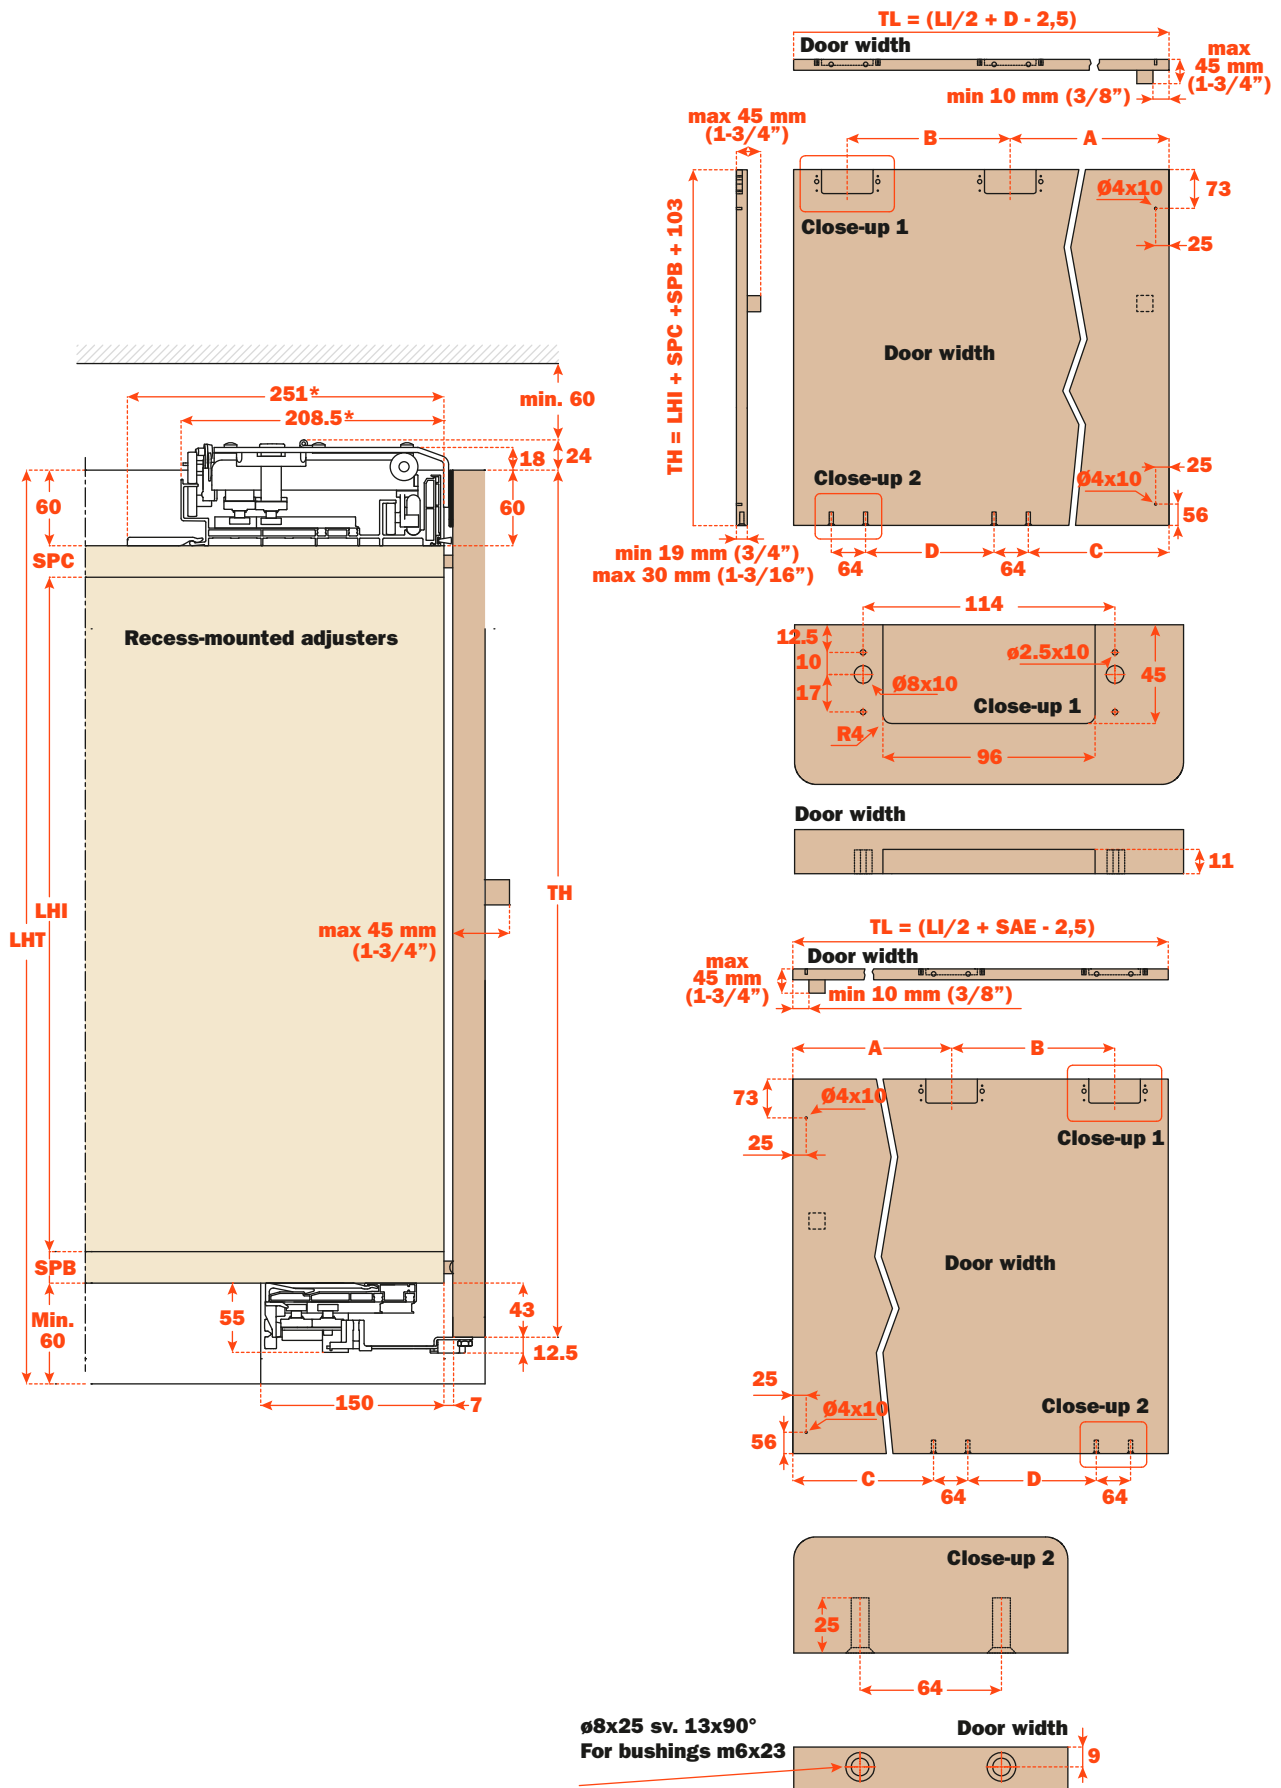 TL = (LI/2 + D - 2,5)
Door width
max
45 mm
(1-3/4”)
min 10 mm (3/8”)
max 45 mm
(1-3/4”)
B
A
Ø4x10
73
Close-up 1
25
TH = LHI + SPC +SPB + 103
Door width
Close-up 2
25
Ø4x10
56
min 19 mm (3/4”)
max 30 mm (1-3/16”)
64
D
64
C
251*
208.5*
min. 60
18
24
60
60
SPC
Recess-mounted adjusters
LHI
LHT
TH
max 45 mm
(1-3/4”)
SPB
Min.
60
55
43
12.5
150
7
114
12.5
10
17
ø2.5x10
Ø8x10
45
Close-up 1
R4
96
Door width
11
TL = (LI/2 + SAE - 2,5)
Door width
max
45 mm
(1-3/4”)
min 10 mm (3/8”)
A
B
73
Ø4x10
25
Close-up 1
Door width
25
Ø4x10
56
Close-up 2
C
64
D
64
Close-up 2
25
64
ø8x25 sv. 13x90°
For bushings m6x23
Door width
9